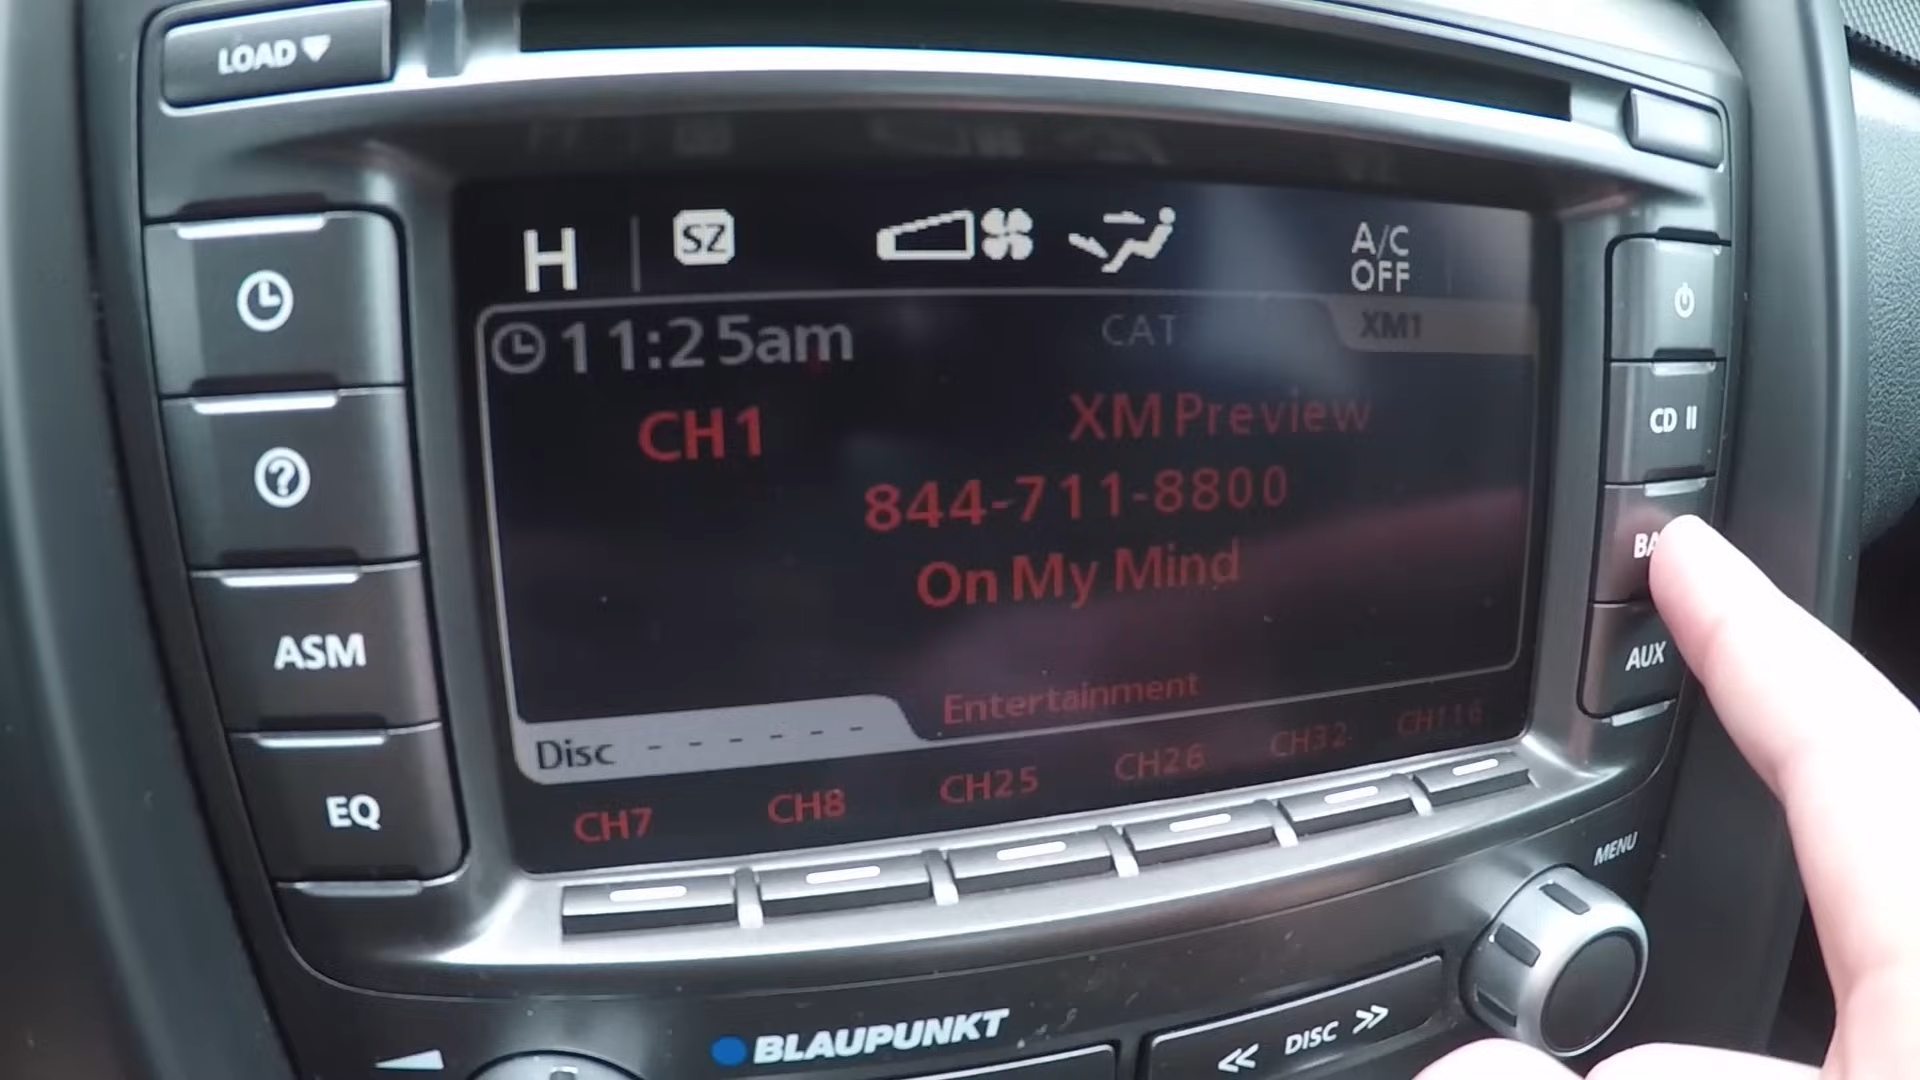 LOAD
H
SZ
A/C
OFF
11:25am
CAT
XM1
CH1
XM Preview
844-711-8800
On My Mind
Entertainment
Disc - - - - - -
CH7 CH8 CH25 CH26 CH32 CH116
?
ASM
EQ
CD II
AUX
MENU
BLAUPUNKT
DISC